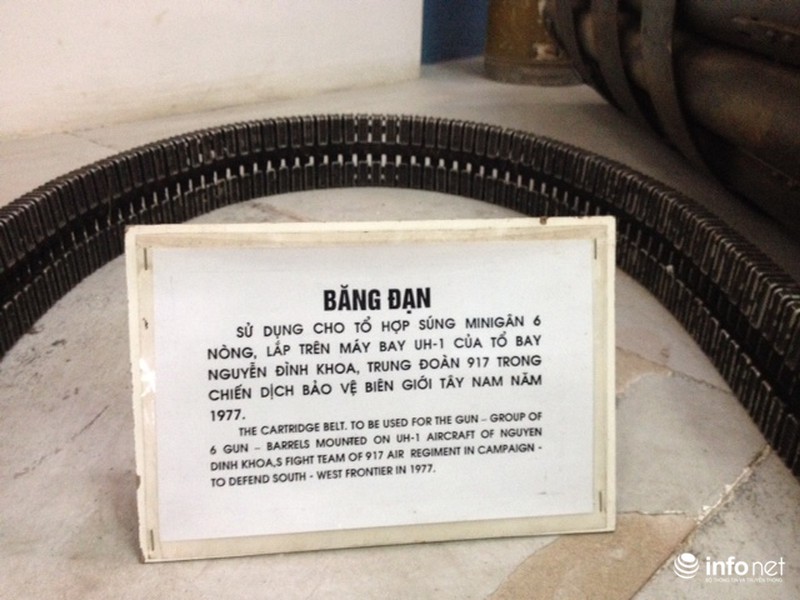 BĂNG ĐẠN
SỬ DỤNG CHO TỔ HỢP SÚNG MINIGÂN 6
NÒNG, LẮP TRÊN MÁY BAY UH-1 CỦA TỔ BAY
NGUYỄN ĐÌNH KHOA, TRUNG ĐOÀN 917 TRONG
CHIẾN DỊCH BẢO VỆ BIÊN GIỚI TÂY NAM NĂM
1977.
THE CARTRIDGE BELT. TO BE USED FOR THE GUN – GROUP OF
6 GUN – BARRELS MOUNTED ON UH-1 AIRCRAFT OF NGUYEN
DINH KHOA,S FIGHT TEAM OF 917 AIR REGIMENT IN CAMPAIGN -
TO DEFEND SOUTH - WEST FRONTIER IN 1977.
infonet